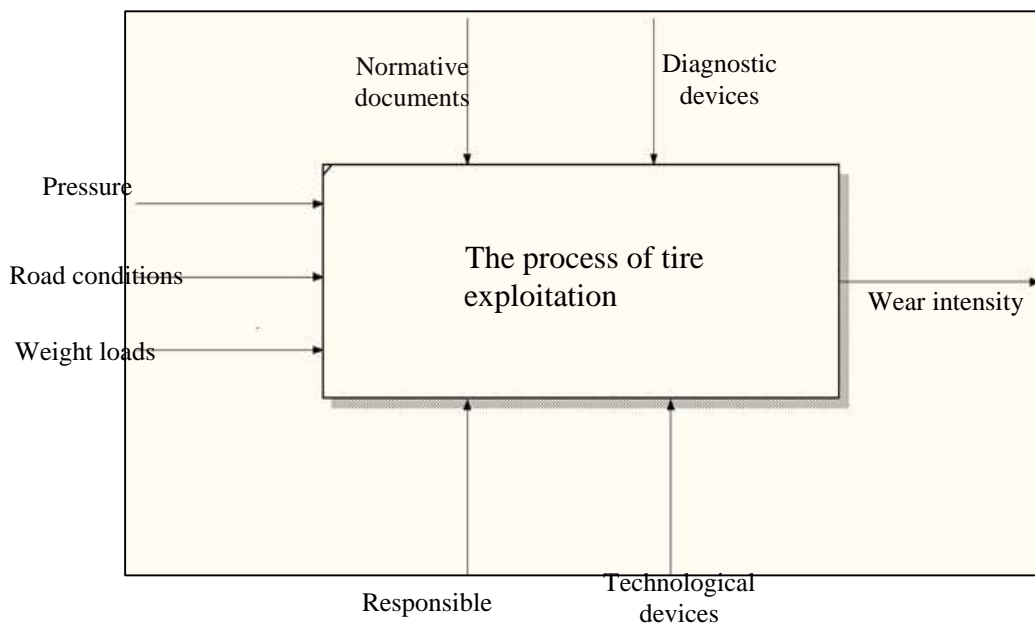 Normative
documents
Diagnostic
devices
Pressure
Road conditions
Weight loads
The process of tire
exploitation
Wear intensity
Responsible
Technological
devices